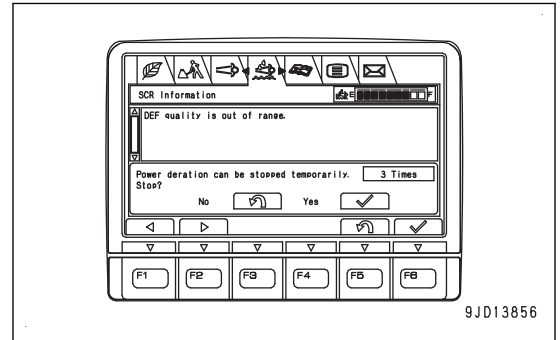 SCR Information
E
F
DEF quality is out of range.
Power deration can be stopped temporarily.
3 Times
Stop?
No
Yes
F1
F2
F3
F4
F5
F6
9JD13856